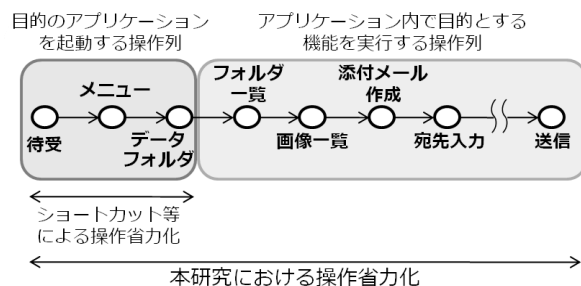 目的のアプリケーション
を起動する操作列
アプリケーション内で目的とする
機能を実行する操作列
待受
メニュー
データ
フォルダ
フォルダ
一覧
画像一覧
添付メール
作成
宛先入力
送信
ショートカット等
による操作省力化
本研究における操作省力化